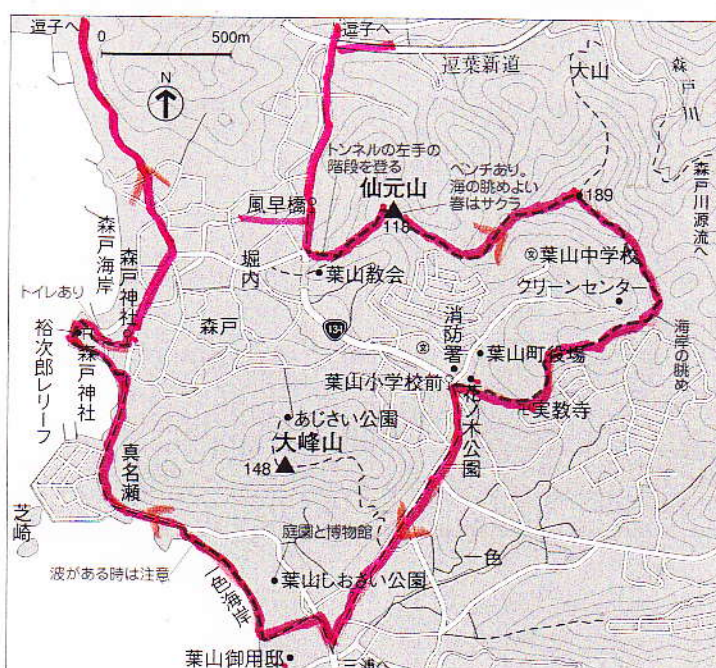 逗子へ
0 500m
N
逗子へ
逗葉新道
大山
森戸川
森戸川源流へ
トンネルの左手の
階段を登る
ベンチあり。
海の眺めよい
春はサクラ
仙元山
118
189
風早橋
森戸海岸
森戸神社
堀内
葉山教会
葉山中学校
グリーンセンター
トイレあり
森戸
134
消防署
文
文
葉山町役場
海岸の眺め
裕次郎レリーフ
森戸神社
葉山小学校前
花ノ木公園
卍実教寺
あじさい公園
大峰山
148
真名瀬
芝崎
庭園と博物館
一色
波がある時は注意
一色海岸
葉山しおさい公園
葉山御用邸
三浦へ